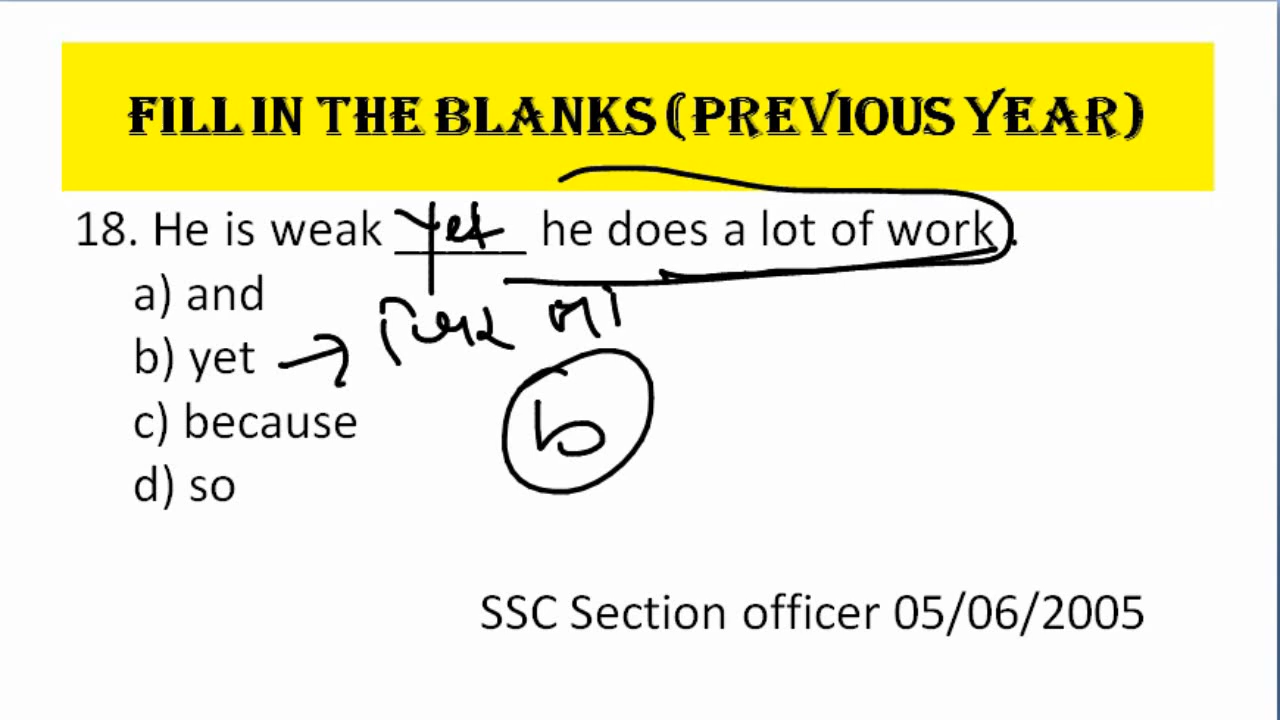 FILL IN THE BLANKS (PREVIOUS YEAR)
18. He is weak yet he does a lot of work.
a) and
b) yet →
c) because
b
d) so
SSC Section officer 05/06/2005